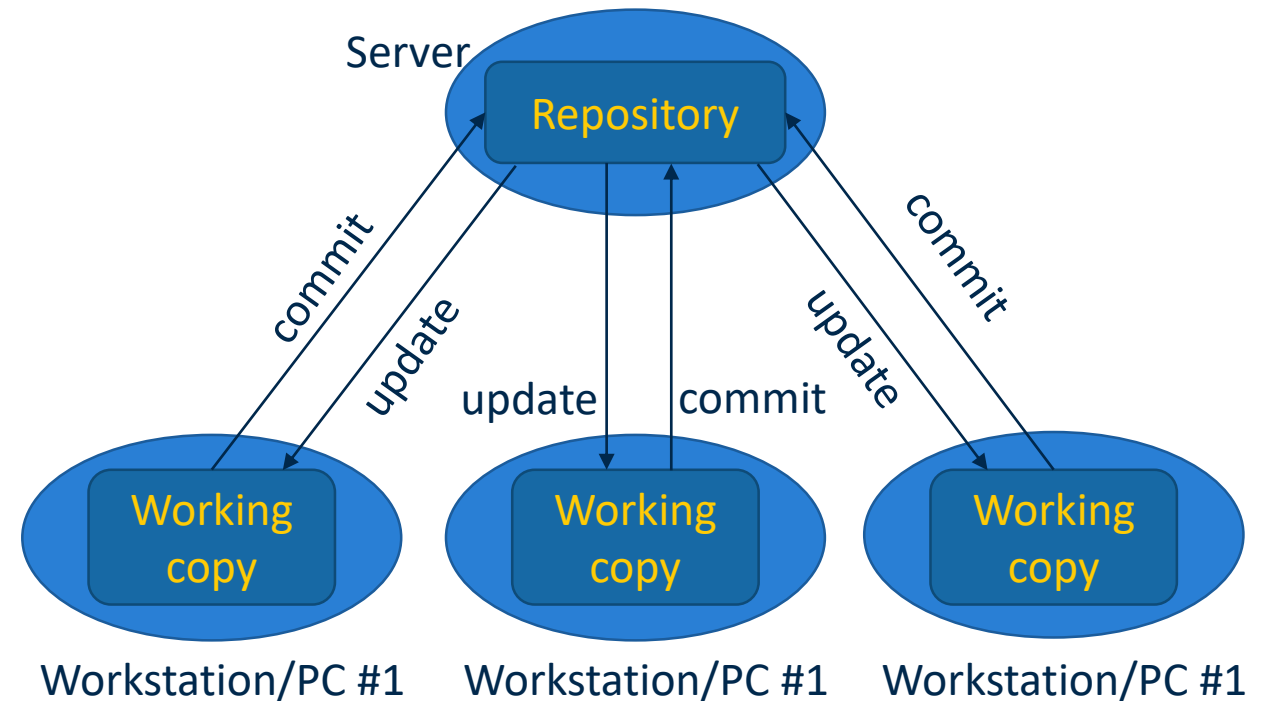 Server
Repository
commit
update
update
commit
update
commit
Working
copy
Working
copy
Working
copy
Workstation/PC #1
Workstation/PC #1
Workstation/PC #1